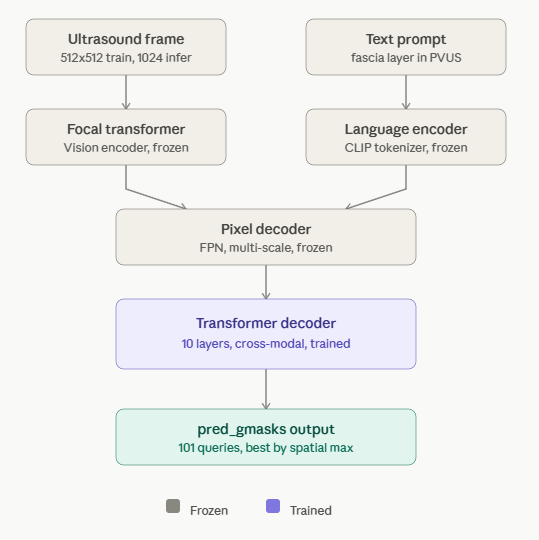 Ultrasound frame
512x512 train, 1024 infer
Text prompt
fascia layer in PVUS
Focal transformer
Vision encoder, frozen
Language encoder
CLIP tokenizer, frozen
Pixel decoder
FPN, multi-scale, frozen
Transformer decoder
10 layers, cross-modal, trained
pred_gmasks output
101 queries, best by spatial max
Frozen
Trained